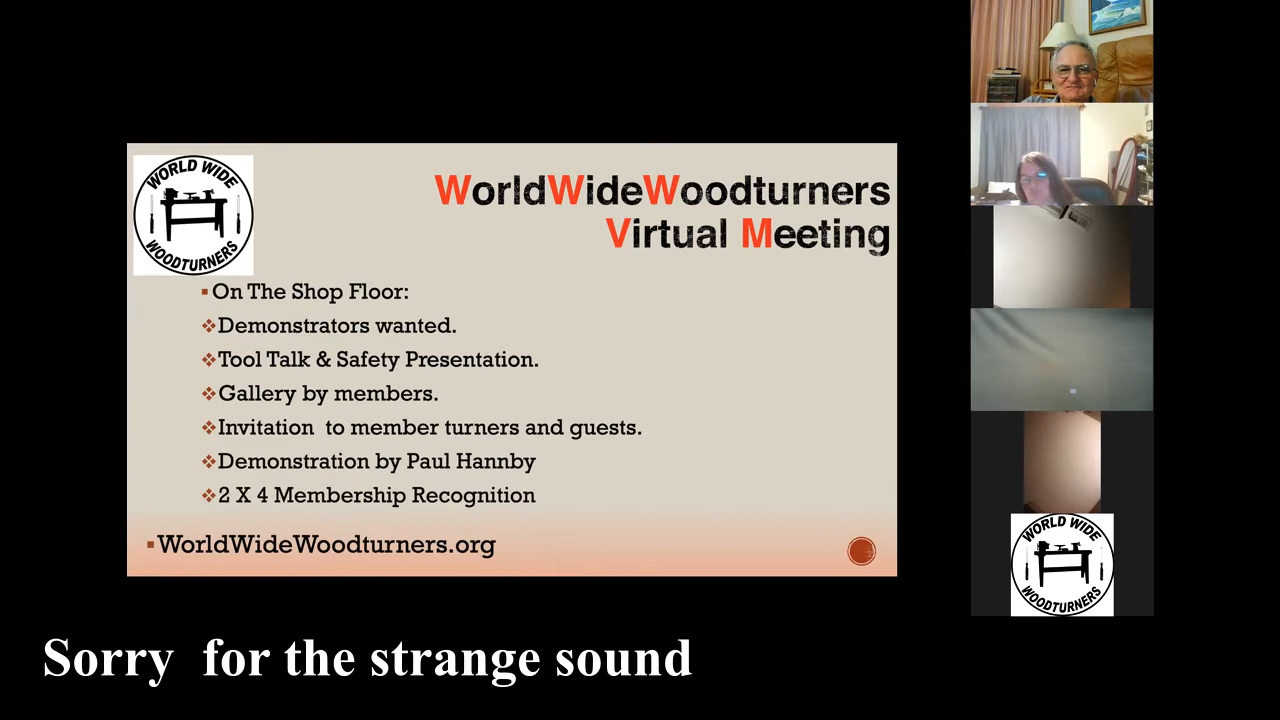 WORLD WIDE
WOODTURNERS
WorldWideWoodturners
Virtual Meeting
On The Shop Floor:
Demonstrators wanted.
Tool Talk & Safety Presentation.
Gallery by members.
Invitation  to member turners and guests.
Demonstration by Paul Hannby
2 X 4 Membership Recognition
WorldWideWoodturners.org
WORLD WIDE
WOODTURNERS
Sorry  for the strange sound